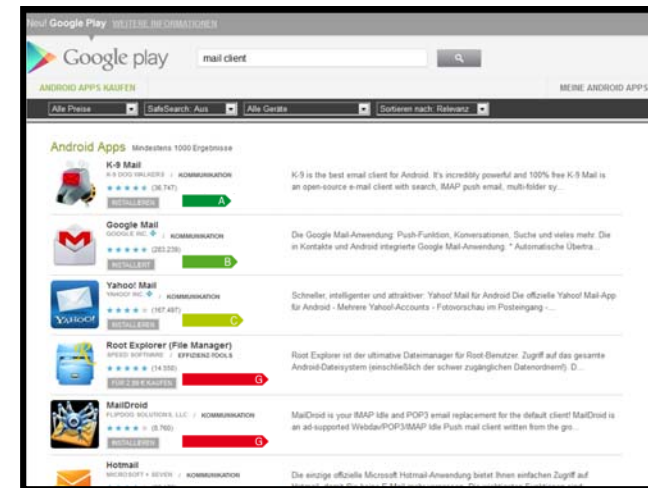 Neu! Google Play WEITERE INFORMATIONEN
Google play
mail client
ANDROID APPS KAUFEN
MEINE ANDROID APPS
Alle Preise
SafeSearch: Aus
Alle Geräte
Sortieren nach: Relevanz
Android Apps Mindestens 1000 Ergebnisse
K-9 Mail
K-9 DOG WALKERS / KOMMUNIKATION
(36.747)
INSTALLIEREN
A
K-9 is the best email client for Android. It's incredibly powerful and 100% free K-9 Mail is
an open-source e-mail client with search, IMAP push email, multi-folder sy...
Google Mail
GOOGLE INC. / KOMMUNIKATION
(283.239)
INSTALLIERT
B
Die Google Mail-Anwendung: Push-Funktion, Konversationen, Suche und vieles mehr. Die
in Kontakte und Android integrierte Google Mail-Anwendung. * Automatische Übertra...
Yahoo! Mail
YAHOO! INC. / KOMMUNIKATION
(167.497)
INSTALLIEREN
C
YAHOO!
Schneller, intelligenter und attraktiver: Yahoo! Mail für Android Die offizielle Yahoo! Mail-App
für Android - Mehrere Yahoo!-Accounts - Fotovorschau im Posteingang -...
Root Explorer (File Manager)
SPEED SOFTWARE / EFFIZIENZ-TOOLS
(14.558)
FÜR 2,99 € KAUFEN
G
Root Explorer ist der ultimative Dateimanager für Root-Benutzer. Zugriff auf das gesamte
Android-Dateisystem (einschließlich der schwer zugänglichen Datenordner!). D...
MailDroid
FLIPDOG SOLUTIONS, LLC / KOMMUNIKATION
(8.760)
INSTALLIEREN
G
MailDroid is your IMAP Idle and POP3 email replacement for the default client! MailDroid is
an ad-supported Webdav/POP3/IMAP Idle Push mail client written from the gro...
Hotmail
MICROSOFT + SEVEN / KOMMUNIKATION
Die einzige offizielle Microsoft Hotmail-Anwendung bietet Ihnen einfachen Zugriff auf